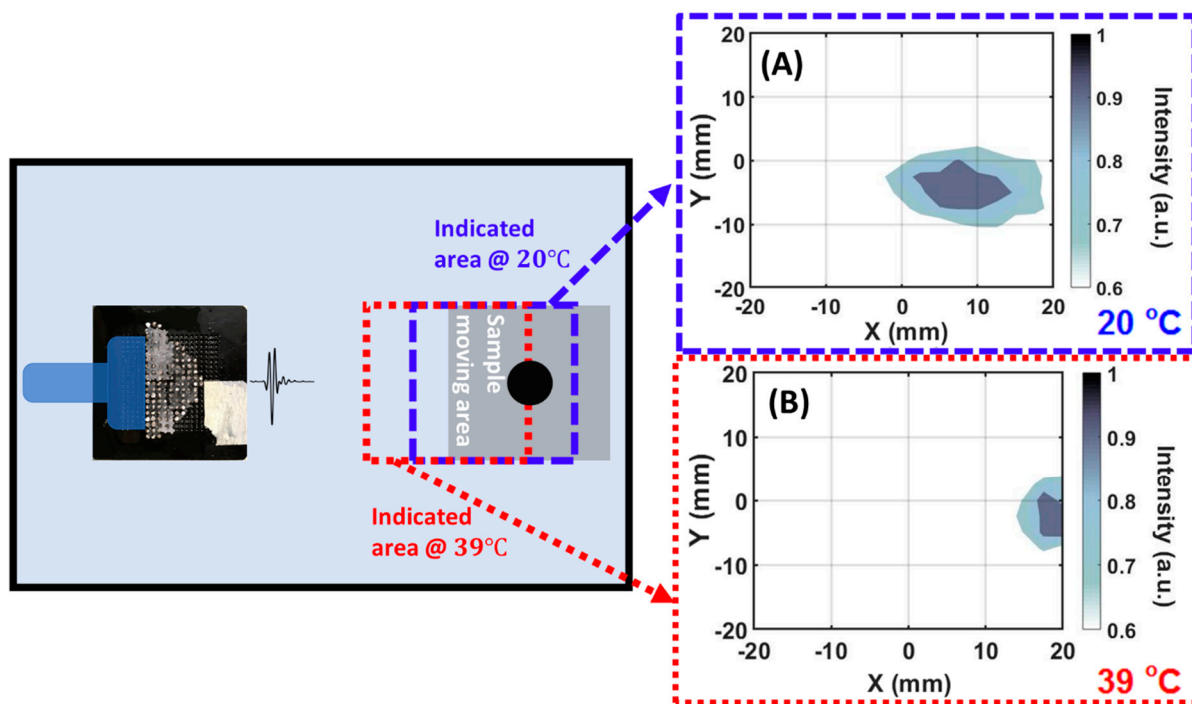 Indicated
area @ 20℃
Sample
moving area
Indicated
area @ 39℃
(A)
20
10
0
-10
-20
Y (mm)
-20
-10
0
10
20
X (mm)
1
0.9
0.8
0.7
0.6
Intensity (a.u.)
20 °C
(B)
20
10
0
-10
-20
Y (mm)
-20
-10
0
10
20
X (mm)
1
0.9
0.8
0.7
0.6
Intensity (a.u.)
39 °C